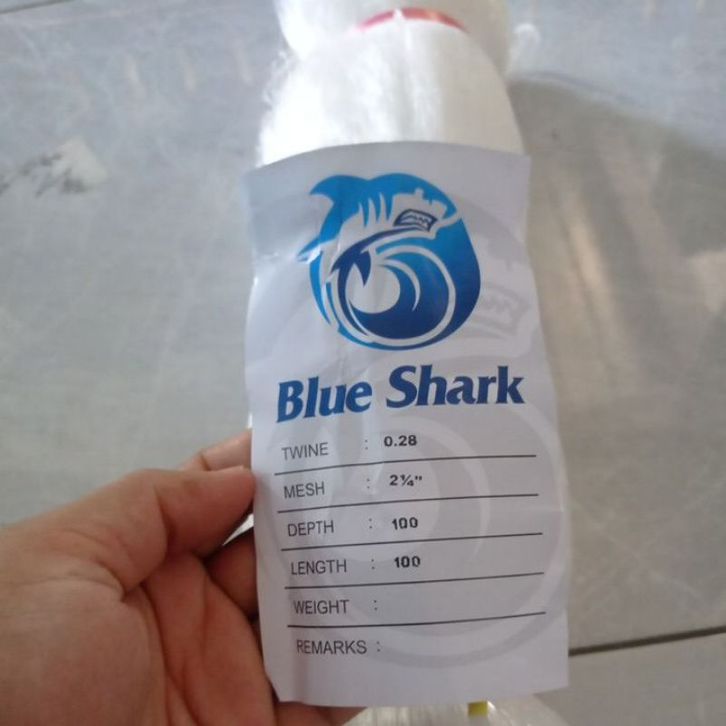 Blue Shark
TWINE : 0.28
MESH : 2¼"
DEPTH : 100
LENGTH : 100
WEIGHT :
REMARKS :